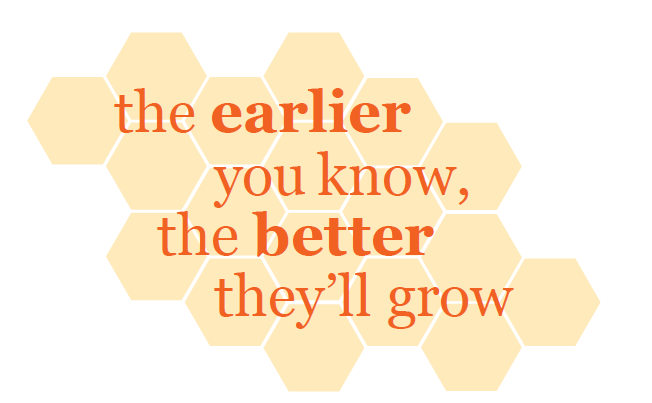 the earlier
you know,
the better
they’ll grow